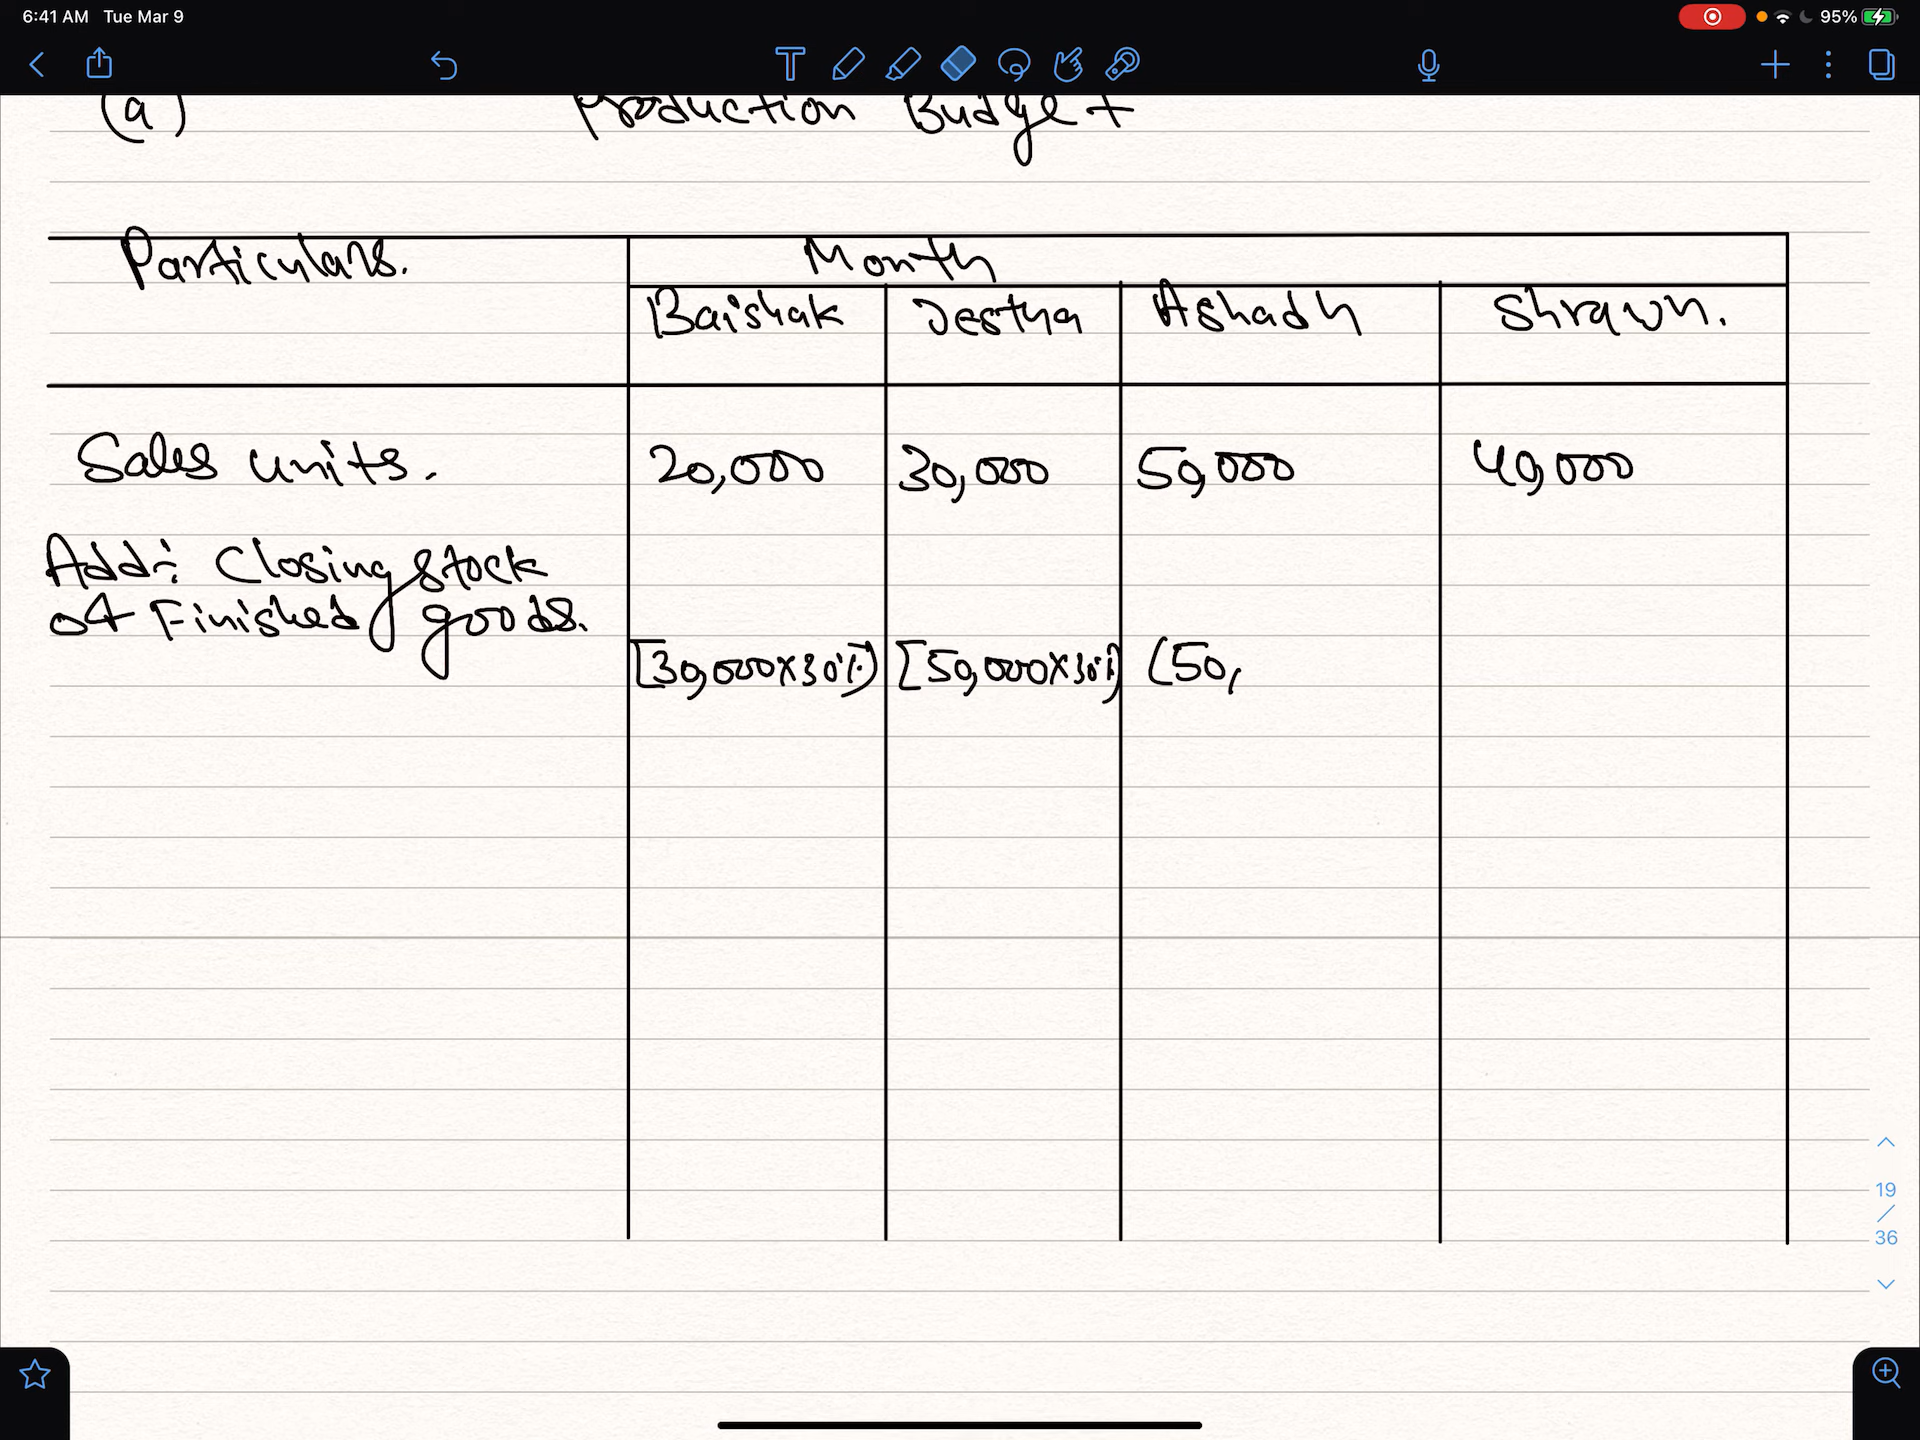 6:41 AM Tue Mar 9 95%
(a) Production Budget
Particulars. Month
Baishak Jestha Ashadh Shrawn.
Sales units. 20,000 30,000 50,000 40,000
Add:- Closing stock
of Finished goods.
[30,000×30%) [50,000×30%) (50,
19
/
36